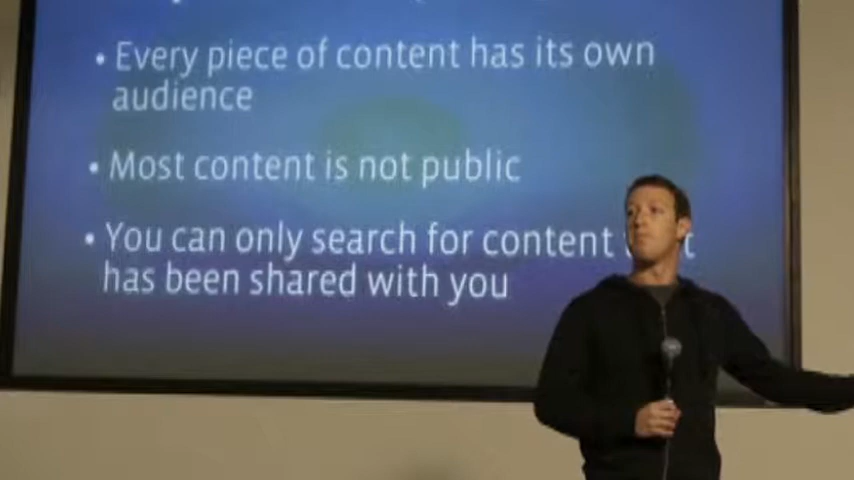 • Every piece of content has its own
audience
• Most content is not public
• You can only search for content
has been shared with you